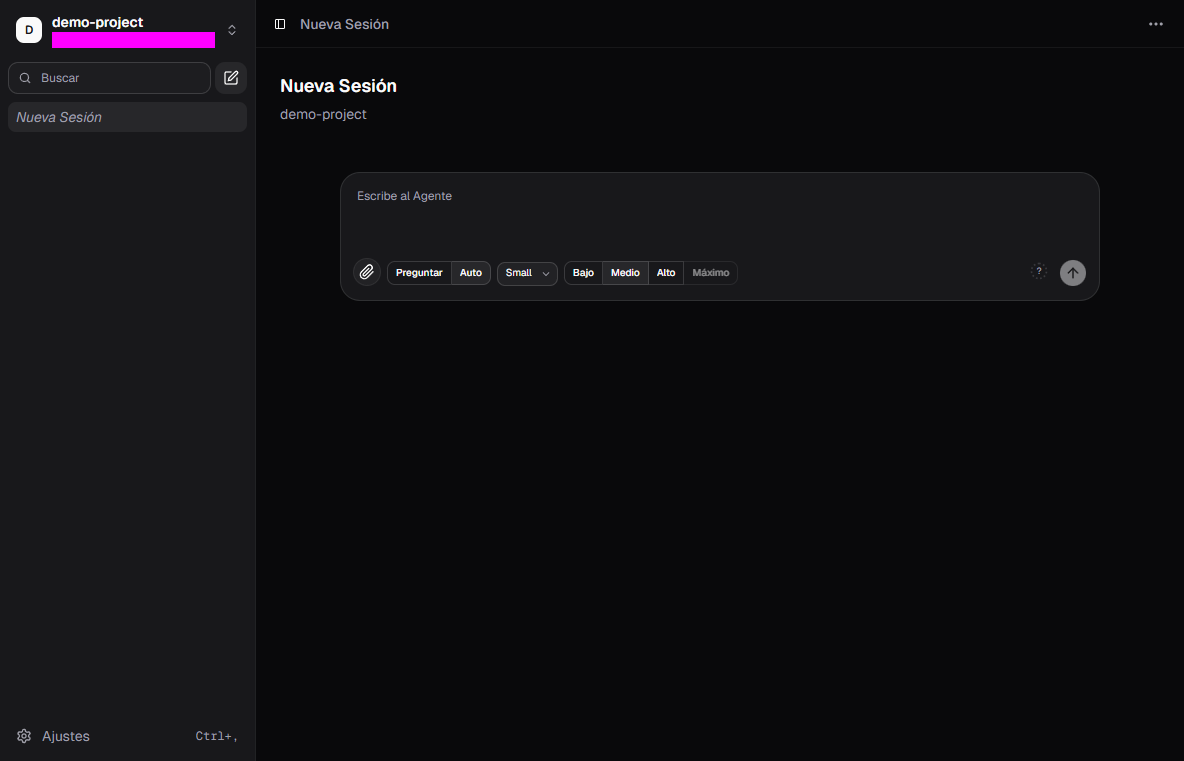 D
demo-project
Buscar
Nueva Sesión
Ajustes
Ctrl+,
Nueva Sesión
Nueva Sesión
demo-project
Escribe al Agente
Preguntar Auto Small Bajo Medio Alto Máximo ?